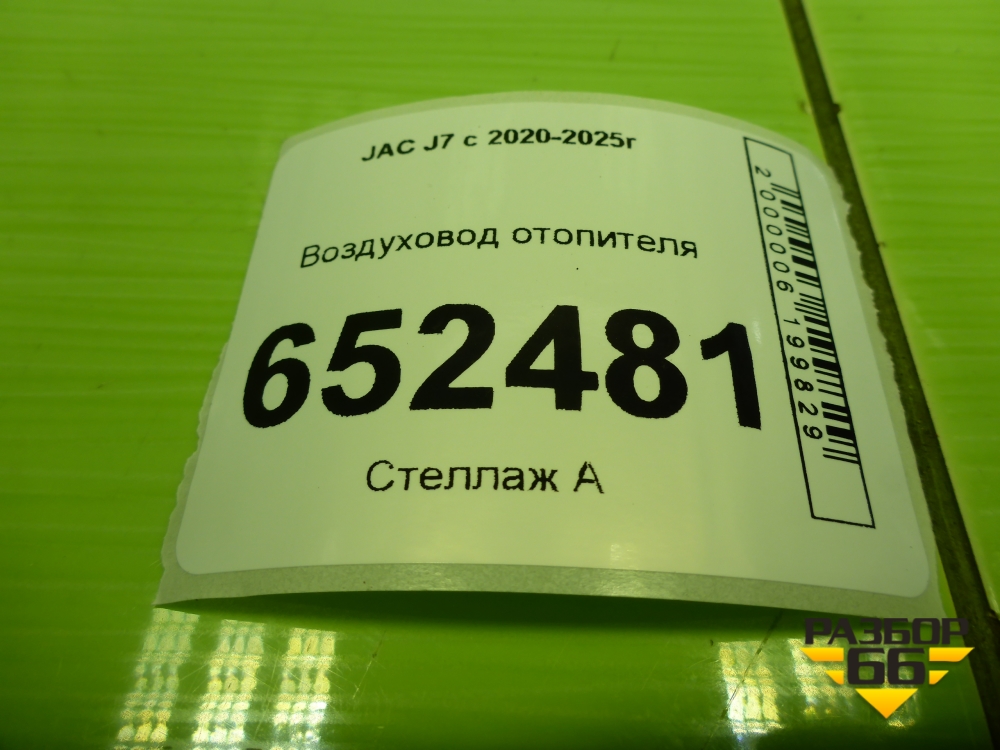 JAC J7 с 2020-2025г
Воздуховод отопителя
652481
Стеллаж А
2000006199829
РАЗБОР
66